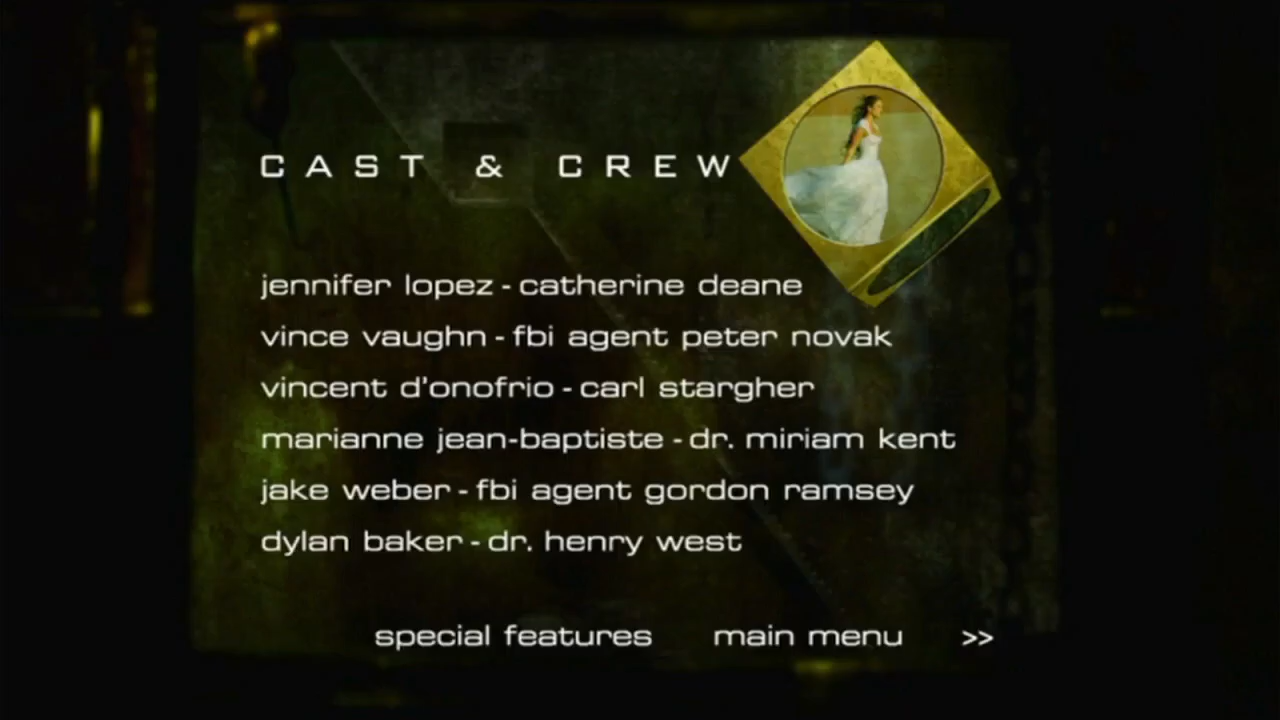 CAST & CREW
jennifer lopez - catherine deane
vince vaughn - fbi agent peter novak
vincent d'onofrio - carl stargher
marianne jean-baptiste - dr. miriam kent
jake weber - fbi agent gordon ramsey
dylan baker - dr. henry west
special features main menu >>